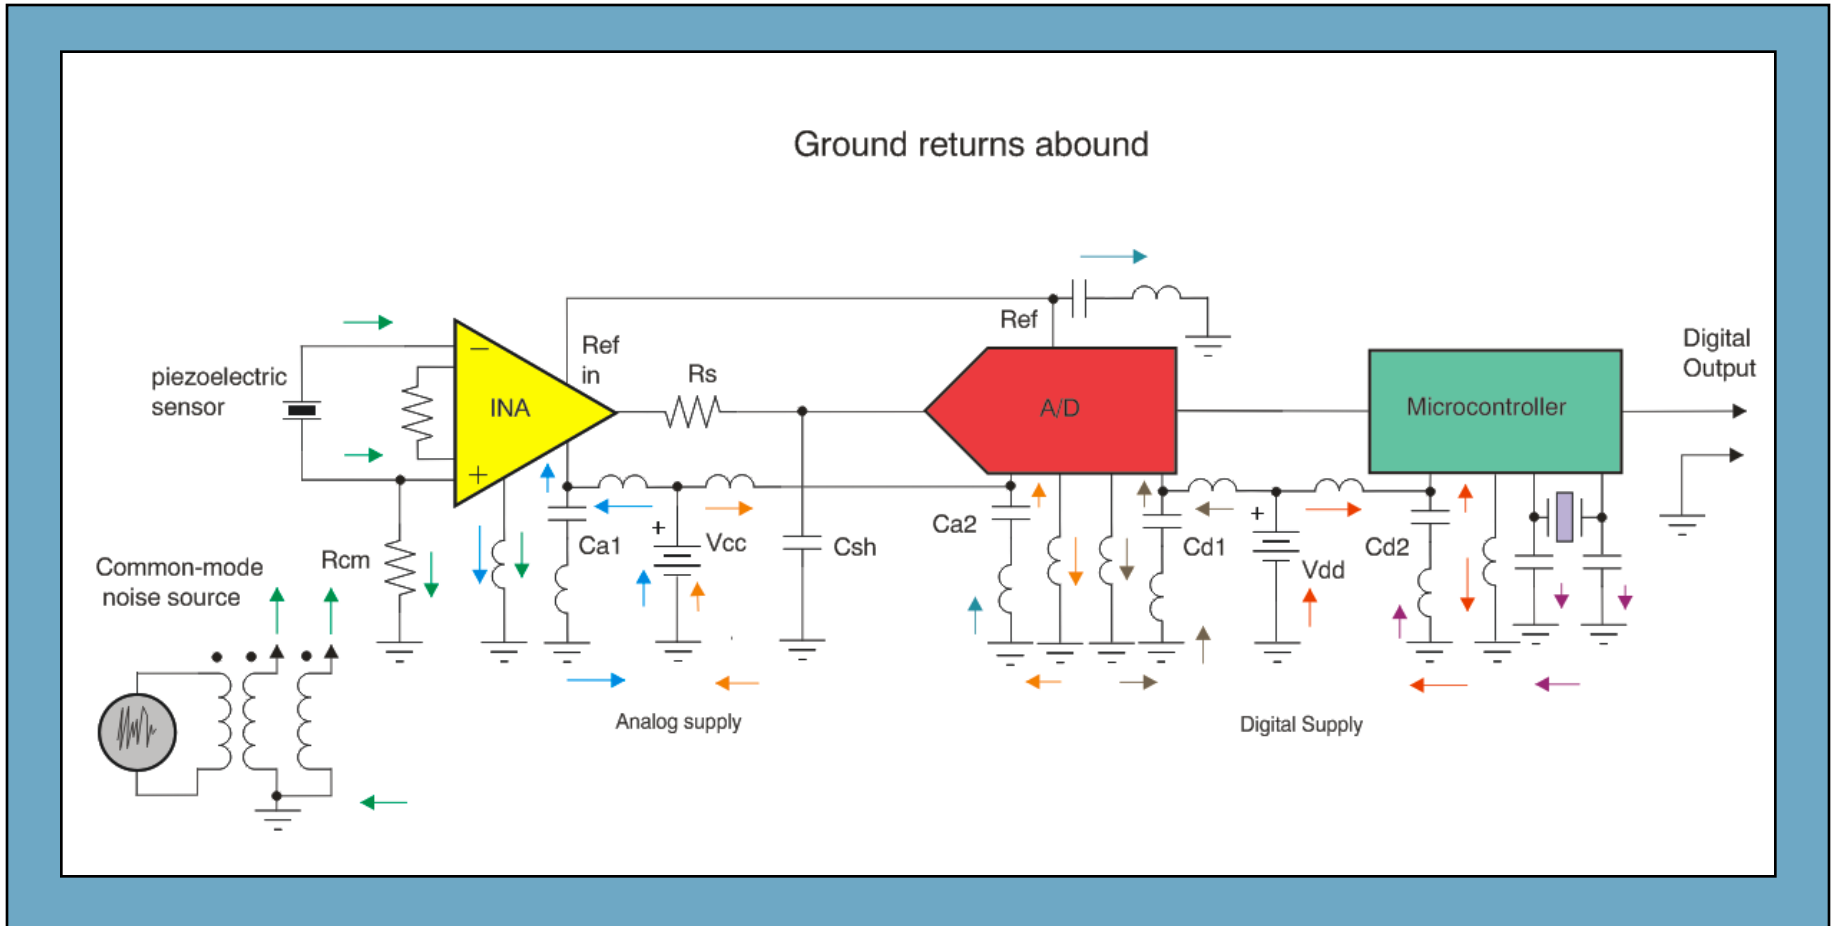 Ground returns abound
Ref
Digital
Output
Ref
in
piezoelectric
sensor
Rs
−
INA
+
A/D
Microcontroller
+
Ca1
Vcc
Csh
Ca2
Cd1
+
Vdd
Cd2
Rcm
Common-mode
noise source
Analog supply
Digital Supply